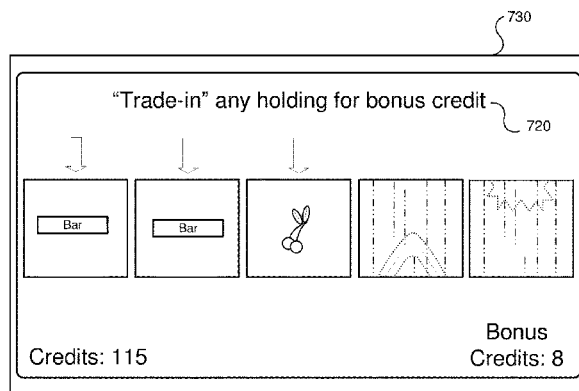 730
“Trade-in” any holding for bonus credit
720
Bar
Bar
Credits: 115
Bonus
Credits: 8